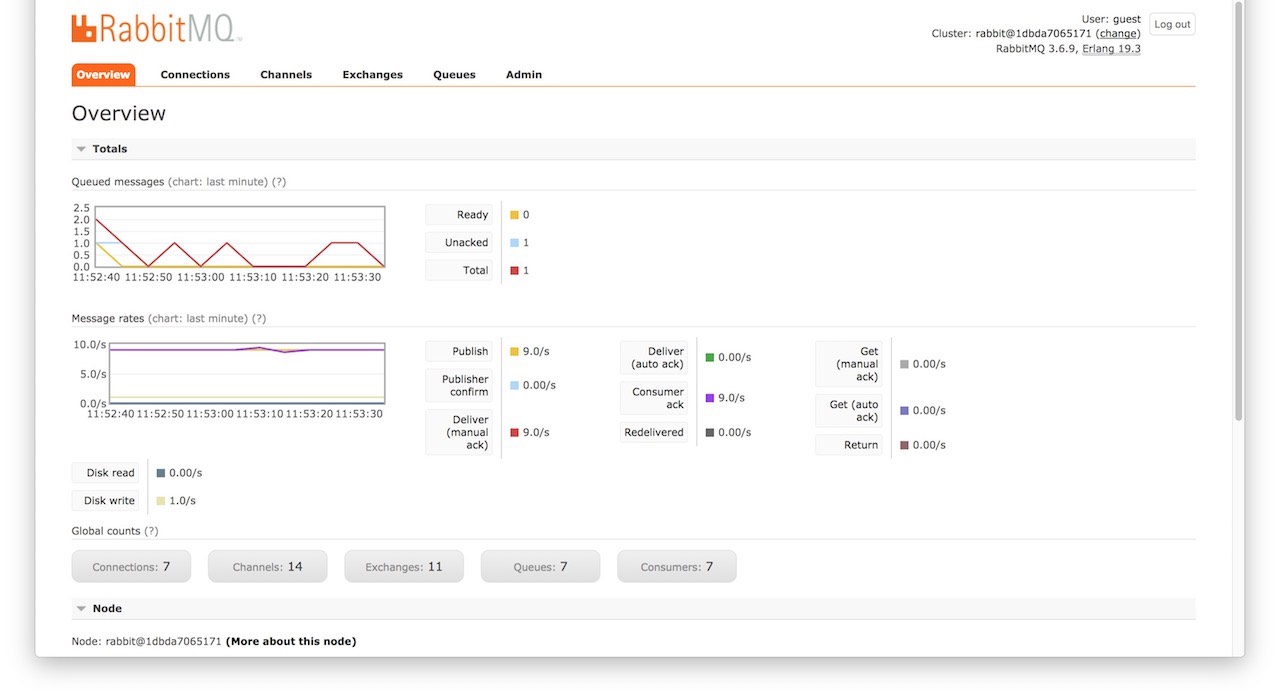 RabbitMQ™
User: guest
Log out
Cluster: rabbit@1dbda7065171 (change)
RabbitMQ 3.6.9, Erlang 19.3
Overview Connections Channels Exchanges Queues Admin
Overview
Totals
Queued messages (chart: last minute) (?)
2.5
2.0
1.5
1.0
0.5
0.0
11:52:40 11:52:50 11:53:00 11:53:10 11:53:20 11:53:30
Ready 0
Unacked 1
Total 1
Message rates (chart: last minute) (?)
10.0/s
5.0/s
0.0/s
11:52:40 11:52:50 11:53:00 11:53:10 11:53:20 11:53:30
Publish 9.0/s
Publisher
confirm 0.00/s
Deliver
(manual
ack) 9.0/s
Deliver
(auto ack) 0.00/s
Consumer
ack 9.0/s
Redelivered 0.00/s
Get
(manual
ack) 0.00/s
Get (auto
ack) 0.00/s
Return 0.00/s
Disk read 0.00/s
Disk write 1.0/s
Global counts (?)
Connections: 7 Channels: 14 Exchanges: 11 Queues: 7 Consumers: 7
Node
Node: rabbit@1dbda7065171 (More about this node)